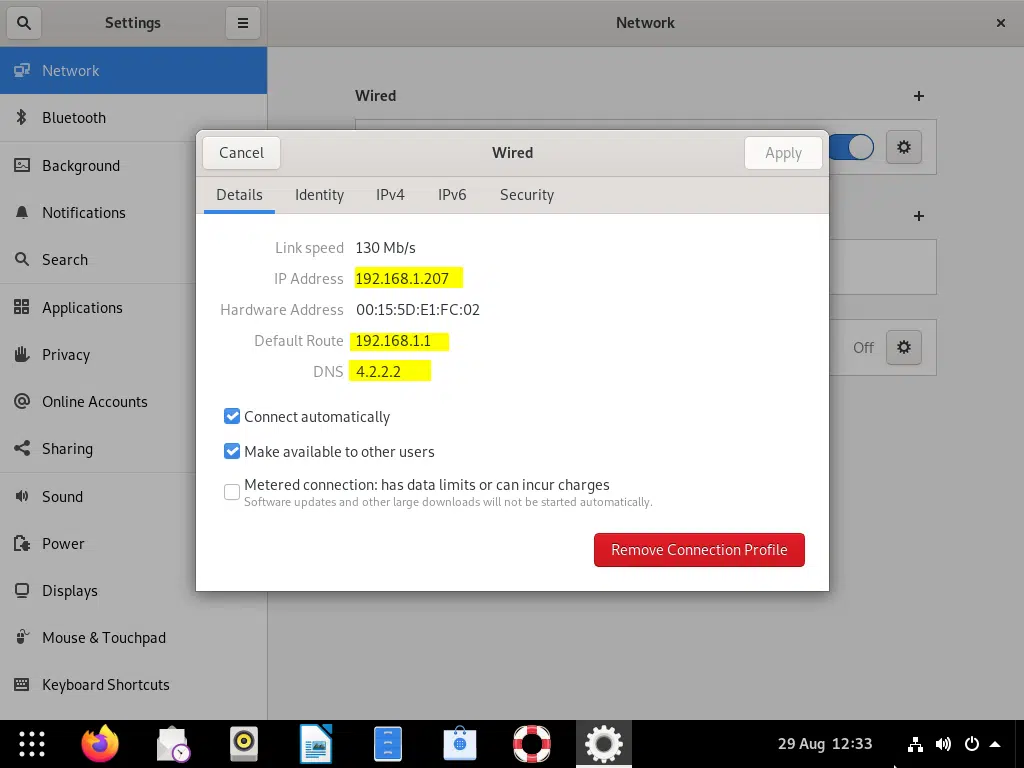 Settings
Network
Network
Bluetooth
Background
Notifications
Search
Applications
Privacy
Online Accounts
Sharing
Sound
Power
Displays
Mouse & Touchpad
Keyboard Shortcuts
Wired
Off
Cancel
Wired
Apply
Details Identity IPv4 IPv6 Security
Link speed 130 Mb/s
IP Address 192.168.1.207
Hardware Address 00:15:5D:E1:FC:02
Default Route 192.168.1.1
DNS 4.2.2.2
Connect automatically
Make available to other users
Metered connection: has data limits or can incur charges
Software updates and other large downloads will not be started automatically.
Remove Connection Profile
29 Aug 12:33